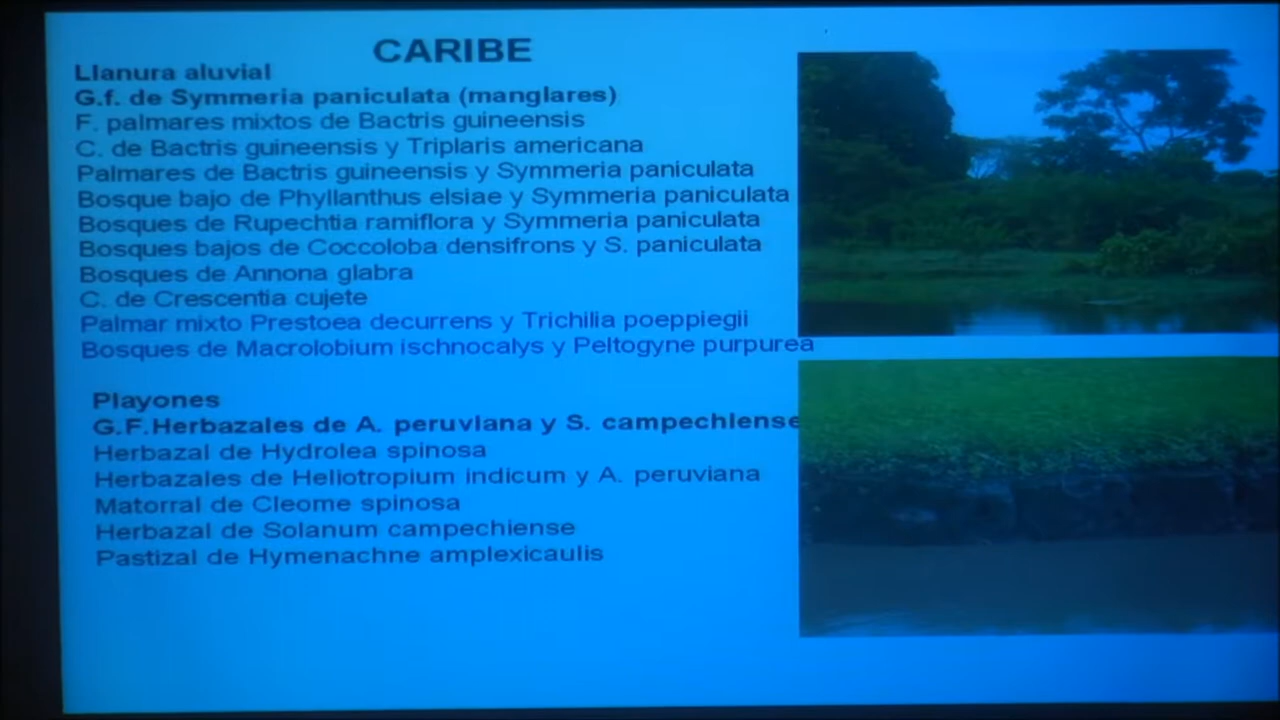 CARIBE
Llanura aluvial
G.f. de Symmeria paniculata (manglares)
F. palmares mixtos de Bactris guineensis
C. de Bactris guineensis y Triplaris americana
Palmares de Bactris guineensis y Symmeria paniculata
Bosque bajo de Phyllanthus elsiae y Symmeria paniculata
Bosques de Rupechtia ramiflora y Symmeria paniculata
Bosques bajos de Coccoloba densifrons y S. paniculata
Bosques de Annona glabra
C. de Crescentia cujete
Palmar mixto Prestoea decurrens y Trichilia poeppiegii
Bosques de Macrolobium ischnocalys y Peltogyne purpurea
Playones
G.F.Herbazales de A. peruviana y S. campechiense
Herbazal de Hydrolea spinosa
Herbazales de Heliotropium indicum y A. peruviana
Matorral de Cleome spinosa
Herbazal de Solanum campechiense
Pastizal de Hymenachne amplexicaulis